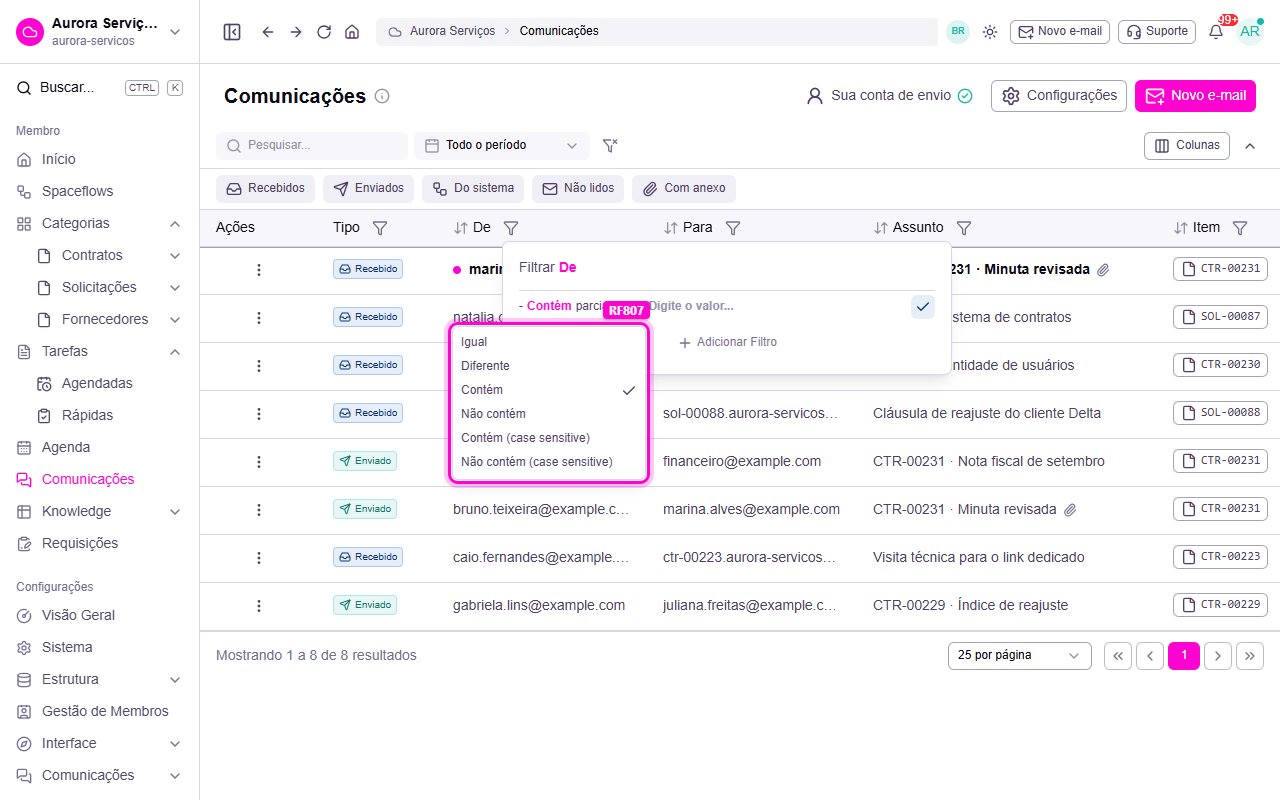 Aurora Serviç...
aurora-servicos
Aurora Serviços
Comunicações
BR
Novo e-mail
Suporte
99+
AR
Buscar...
CTRL
K
Membro
Início
Spaceflows
Categorias
Contratos
Solicitações
Fornecedores
Tarefas
Agendadas
Rápidas
Agenda
Comunicações
Knowledge
Requisições
Configurações
Visão Geral
Sistema
Estrutura
Gestão de Membros
Interface
Comunicações
Comunicações
Sua conta de envio
Configurações
Novo e-mail
Pesquisar...
Todo o período
Colunas
Recebidos
Enviados
Do sistema
Não lidos
Com anexo
Ações
Tipo
De
Para
Assunto
Item
Filtrar De
- Contém
Digite o valor...
RF807
Adicionar Filtro
Igual
Diferente
Contém
Não contém
Contém (case sensitive)
Não contém (case sensitive)
Recebido
231 · Minuta revisada
CTR-00231
Recebido
stema de contratos
SOL-00087
Recebido
ntidade de usuários
CTR-00230
Recebido
sol-00088.aurora-servicos...
Cláusula de reajuste do cliente Delta
SOL-00088
Enviado
financeiro@example.com
CTR-00231 · Nota fiscal de setembro
CTR-00231
Enviado
bruno.teixeira@example.c...
marina.alves@example.com
CTR-00231 · Minuta revisada
CTR-00231
Recebido
caio.fernandes@example....
ctr-00223.aurora-servicos...
Visita técnica para o link dedicado
CTR-00223
Enviado
gabriela.lins@example.com
juliana.freitas@example.c...
CTR-00229 · Índice de reajuste
CTR-00229
Mostrando 1 a 8 de 8 resultados
25 por página
1